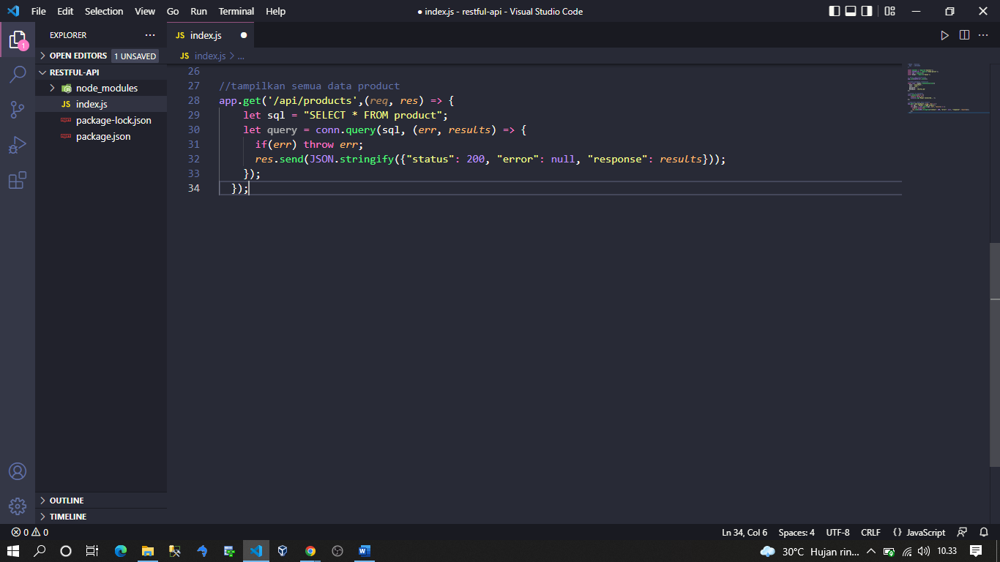 File Edit Selection View Go Run Terminal Help
● index.js - restful-api - Visual Studio Code
EXPLORER
JS index.js
OPEN EDITORS 1 UNSAVED
JS index.js > ...
RESTFUL-API
node_modules
JS index.js
package-lock.json
package.json
1
26
27 //tampilkan semua data product
28 app.get('/api/products',(req, res) => {
29 let sql = "SELECT * FROM product";
30 let query = conn.query(sql, (err, results) => {
31 if(err) throw err;
32 res.send(JSON.stringify({"status": 200, "error": null, "response": results}));
33 });
34 });
OUTLINE
TIMELINE
0 0
Ln 34, Col 6 Spaces: 4 UTF-8 CRLF {} JavaScript
30°C Hujan rin... 10.33